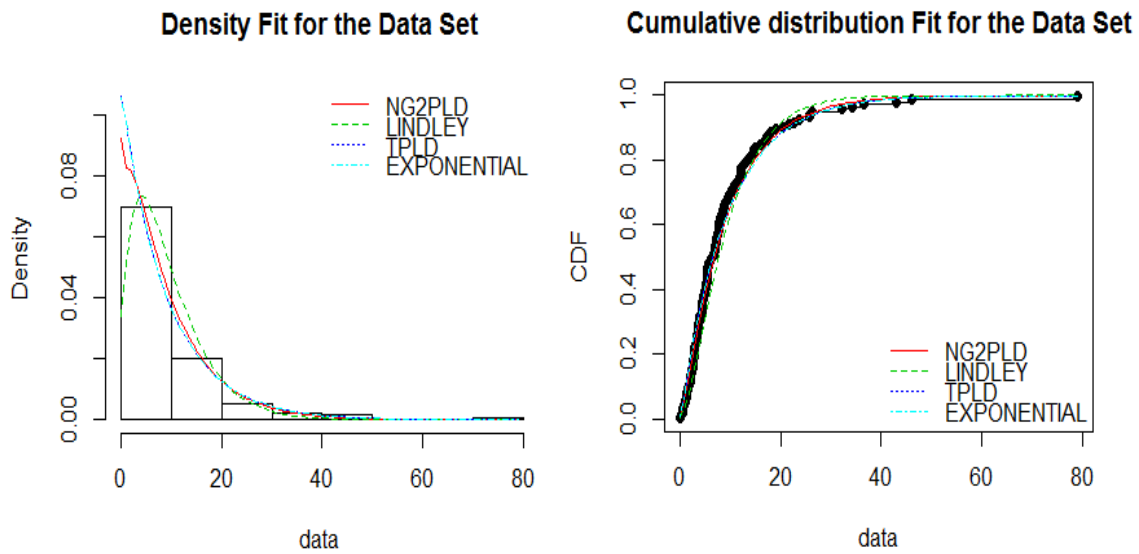 Density Fit for the Data Set
NG2PLD
LINDLEY
TPLD
EXPONENTIAL
Density
0.00
0.04
0.08
0
20
40
60
80
data
Cumulative distribution Fit for the Data Set
CDF
0.0
0.2
0.4
0.6
0.8
1.0
NG2PLD
LINDLEY
TPLD
EXPONENTIAL
0
20
40
60
80
data